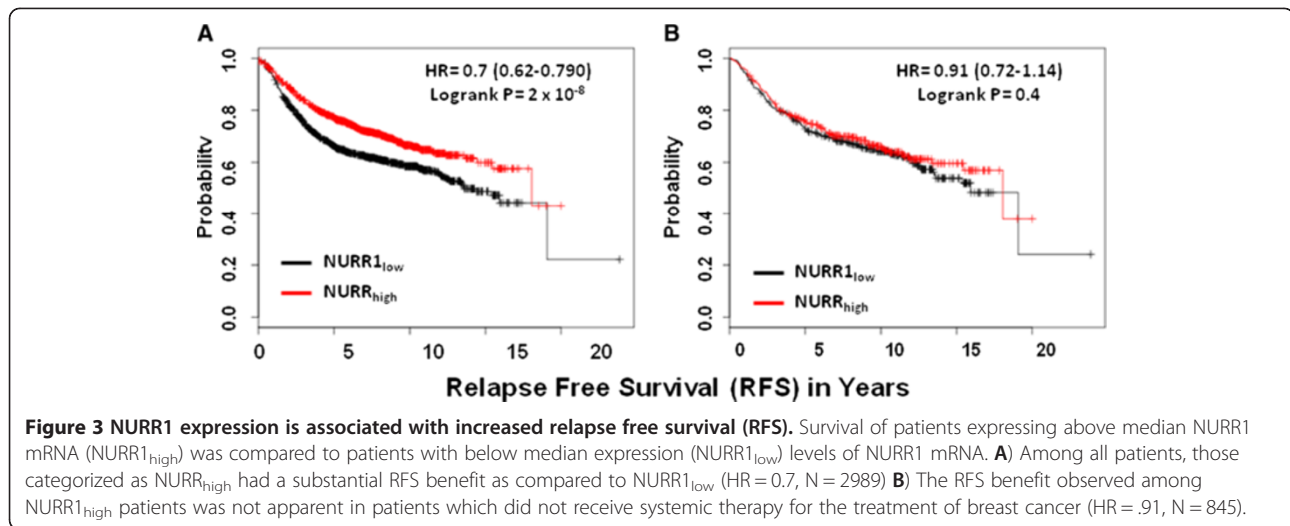 A
B
HR= 0.7 (0.62-0.790)
Logrank P= 2 x 10-8
HR= 0.91 (0.72-1.14)
Logrank P= 0.4
Probability
1.0
0.8
0.6
0.4
0.2
0.0
NURR1low
NURRhigh
0 5 10 15 20
Probability
1.0
0.8
0.6
0.4
0.2
0.0
NURR1low
NURRhigh
0 5 10 15 20
Relapse Free Survival (RFS) in Years
Figure 3 NURR1 expression is associated with increased relapse free survival (RFS). Survival of patients expressing above median NURR1
mRNA (NURR1high) was compared to patients with below median expression (NURR1low) levels of NURR1 mRNA. A) Among all patients, those
categorized as NURRhigh had a substantial RFS benefit as compared to NURR1low (HR = 0.7, N = 2989) B) The RFS benefit observed among
NURR1high patients was not apparent in patients which did not receive systemic therapy for the treatment of breast cancer (HR = .91, N = 845).